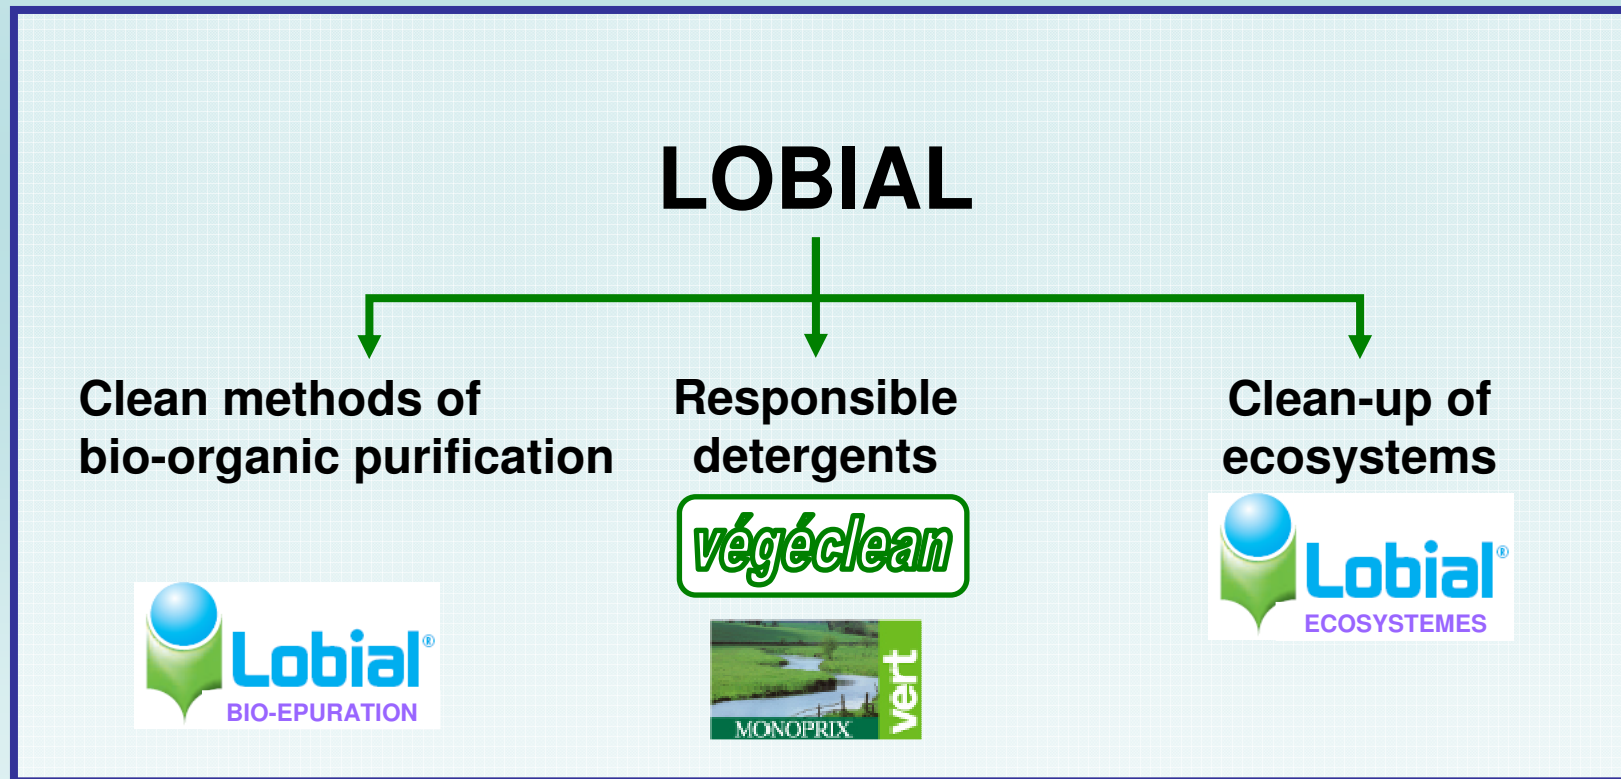 LOBIAL
Clean methods of
bio-organic purification
Lobial®
BIO-EPURATION
Responsible
detergents
végéclean
MONOPRIX
vert
Clean-up of
ecosystems
Lobial®
ECOSYSTEMES